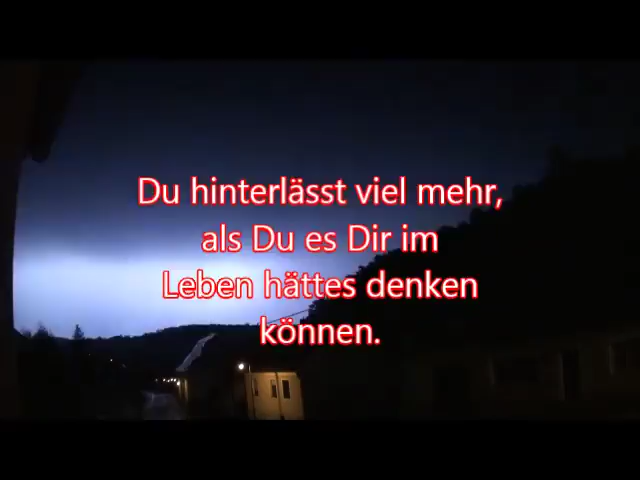 Du hinterlässt viel mehr,
als Du es Dir im
Leben hättes denken
können.